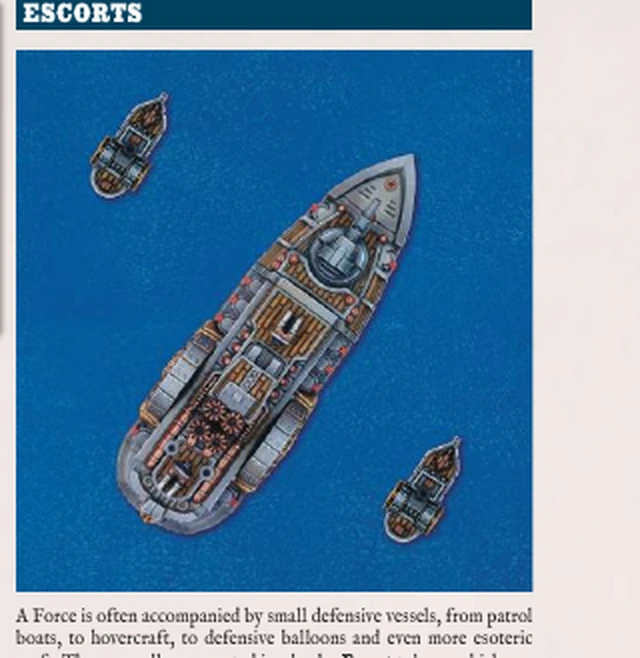 ESCORTS
A Force is often accompanied by small defensive vessels, from patrol
boats, to hovercraft, to defensive balloons and even more esoteric